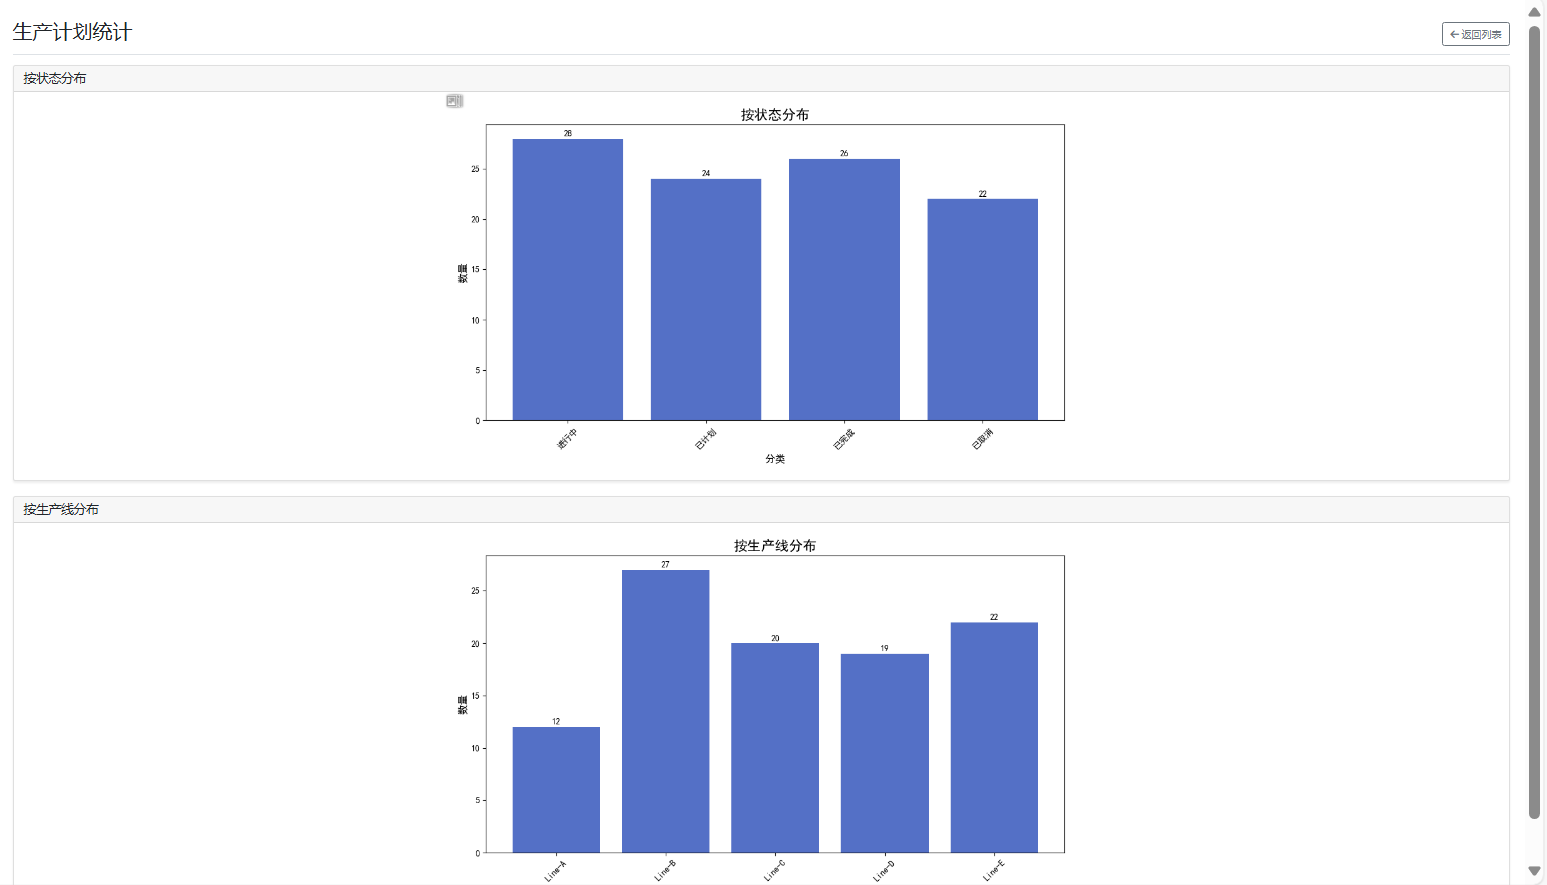 生产计划统计
返回列表
按状态分布
按状态分布
28
24
26
22
25
20
15
10
5
0
数量
进行中
已计划
已完成
已取消
分类
按生产线分布
按生产线分布
12
27
20
19
22
25
20
15
10
5
0
数量
Line-A
Line-B
Line-C
Line-D
Line-E